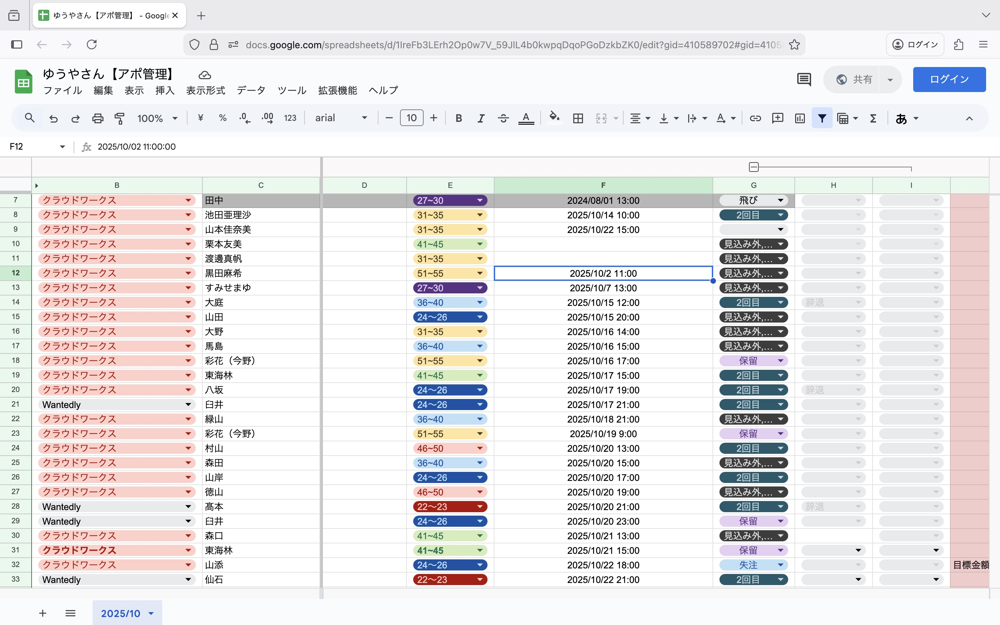 ゆうやさん【アポ管理】 - Google
docs.google.com/spreadsheets/d/1IreFb3LErh2Op0w7V_59JlL4b0kwpqDqoPGoDzkbZK0/edit?gid=410589702#gid=4105
ログイン
ゆうやさん【アポ管理】
ファイル 編集 表示 挿入 表示形式 データ ツール 拡張機能 ヘルプ
共有
ログイン
100% ¥ % .0 .00 123 arial 10 B I A あ
F12 2025/10/02 11:00:00
B C D E F G H I
7 クラウドワークス 田中 27~30 2024/08/01 13:00 飛び
8 クラウドワークス 池田亜理沙 31~35 2025/10/14 10:00 2回目
9 クラウドワークス 山本佳奈美 31~35 2025/10/22 15:00
10 クラウドワークス 栗本友美 41~45 見込み外,...
11 クラウドワークス 渡邊真帆 31~35 見込み外,...
12 クラウドワークス 黒田麻希 51~55 2025/10/2 11:00 見込み外,...
13 クラウドワークス すみせまゆ 27~30 2025/10/7 13:00 見込み外,...
14 クラウドワークス 大庭 36~40 2025/10/15 12:00 2回目 辞退
15 クラウドワークス 山田 24〜26 2025/10/15 20:00 見込み外,...
16 クラウドワークス 大野 31~35 2025/10/16 14:00 見込み外,...
17 クラウドワークス 馬島 36~40 2025/10/16 15:00 見込み外,...
18 クラウドワークス 彩花（今野） 51~55 2025/10/16 17:00 保留
19 クラウドワークス 東海林 41~45 2025/10/17 15:00 2回目
20 クラウドワークス 八坂 24〜26 2025/10/17 19:00 2回目 辞退
21 Wantedly 臼井 24〜26 2025/10/17 21:00 2回目
22 クラウドワークス 緑山 36~40 2025/10/18 21:00 見込み外,...
23 クラウドワークス 彩花（今野） 51~55 2025/10/19 9:00 保留
24 クラウドワークス 村山 46~50 2025/10/20 13:00 2回目
25 クラウドワークス 森田 36~40 2025/10/20 15:00 見込み外,...
26 クラウドワークス 山岸 24〜26 2025/10/20 17:00 2回目
27 クラウドワークス 徳山 46~50 2025/10/20 19:00 見込み外,...
28 Wantedly 髙本 22〜23 2025/10/20 21:00 2回目 辞退
29 Wantedly 臼井 24〜26 2025/10/20 23:00 保留
30 クラウドワークス 森口 41~45 2025/10/21 13:00 見込み外,...
31 クラウドワークス 東海林 41~45 2025/10/21 15:00 保留
32 クラウドワークス 山添 24〜26 2025/10/22 18:00 失注 目標金額
33 Wantedly 仙石 22〜23 2025/10/22 21:00 2回目
2025/10